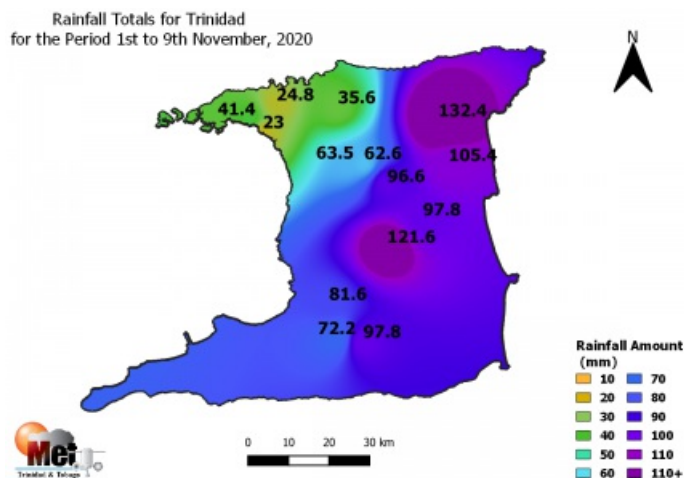 Rainfall Totals for Trinidad
for the Period 1st to 9th November, 2020
N
24.8
41.4
35.6
132.4
23
63.5
62.6
105.4
96.6
97.8
121.6
81.6
72.2
97.8
Rainfall Amount
(mm)
10 70
20 80
30 90
40 100
50 110
60 110+
Met
Trinidad & Tobago
0 10 20 30 km